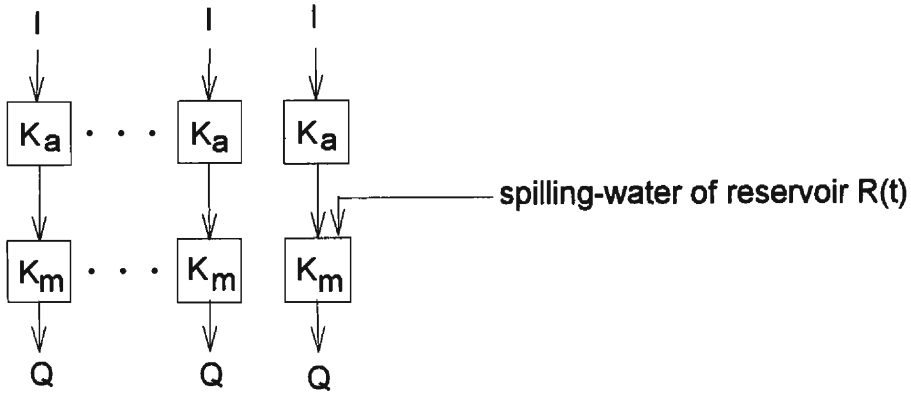 I I I
Ka · · · Ka Ka
spilling-water of reservoir R(t)
Km · · · Km Km
Q Q Q